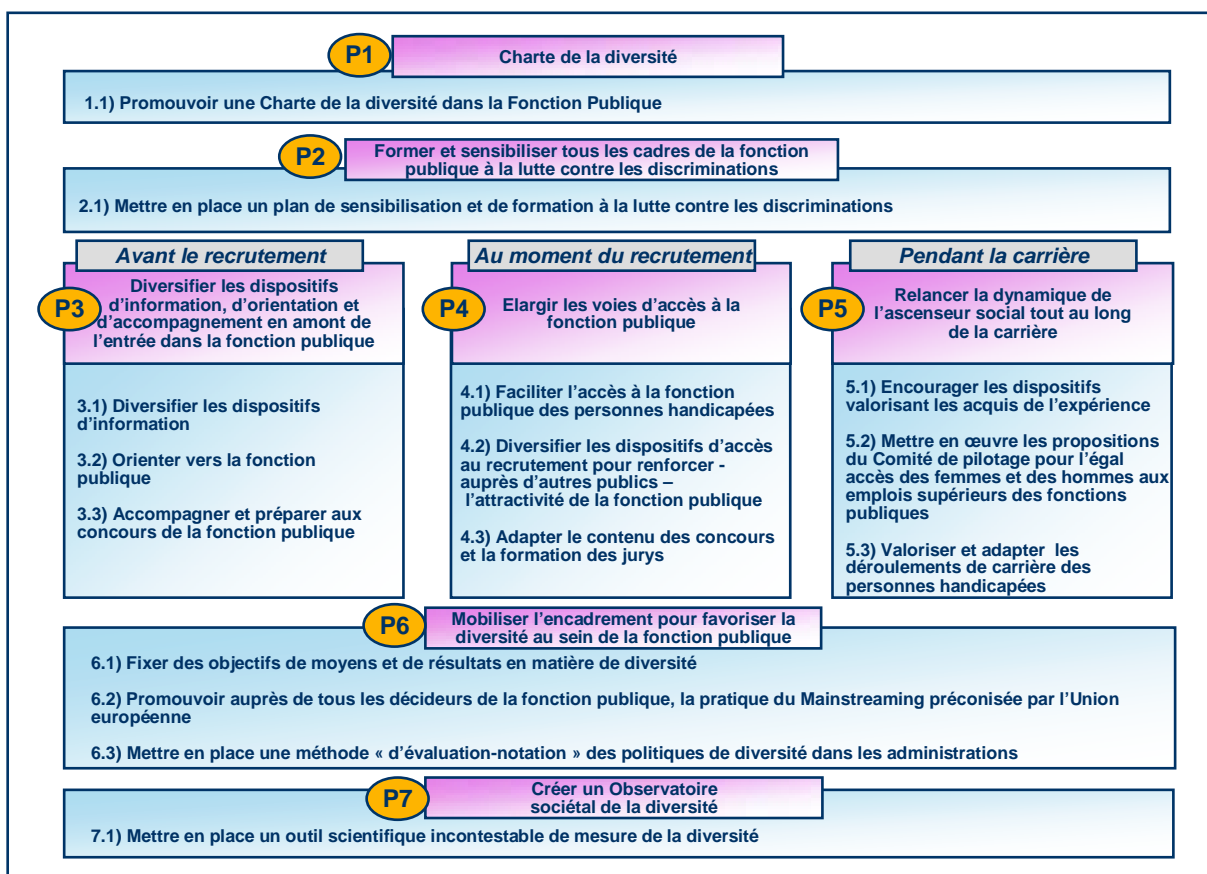 P1
Charte de la diversité
1.1) Promouvoir une Charte de la diversité dans la Fonction Publique
P2
Former et sensibiliser tous les cadres de la fonction
publique à la lutte contre les discriminations
2.1) Mettre en place un plan de sensibilisation et de formation à la lutte contre les discriminations
Avant le recrutement
P3
Diversifier les dispositifs
d’information, d’orientation et
d’accompagnement en amont de
l’entrée dans la fonction publique
3.1) Diversifier les dispositifs
d’information
3.2) Orienter vers la fonction
publique
3.3) Accompagner et préparer aux
concours de la fonction publique
Au moment du recrutement
P4
Elargir les voies d’accès à la
fonction publique
4.1) Faciliter l’accès à la fonction
publique des personnes handicapées
4.2) Diversifier les dispositifs d’accès
au recrutement pour renforcer -
auprès d’autres publics –
l’attractivité de la fonction publique
4.3) Adapter le contenu des concours
et la formation des jurys
Pendant la carrière
P5
Relancer la dynamique de
l’ascenseur social tout au long
de la carrière
5.1) Encourager les dispositifs
valorisant les acquis de l’expérience
5.2) Mettre en œuvre les propositions
du Comité de pilotage pour l’égal
accès des femmes et des hommes aux
emplois supérieurs des fonctions
publiques
5.3) Valoriser et adapter les
déroulements de carrière des
personnes handicapées
P6
Mobiliser l’encadrement pour favoriser la
diversité au sein de la fonction publique
6.1) Fixer des objectifs de moyens et de résultats en matière de diversité
6.2) Promouvoir auprès de tous les décideurs de la fonction publique, la pratique du Mainstreaming préconisée par l’Union
européenne
6.3) Mettre en place une méthode « d’évaluation-notation » des politiques de diversité dans les administrations
P7
Créer un Observatoire
sociétal de la diversité
7.1) Mettre en place un outil scientifique incontestable de mesure de la diversité